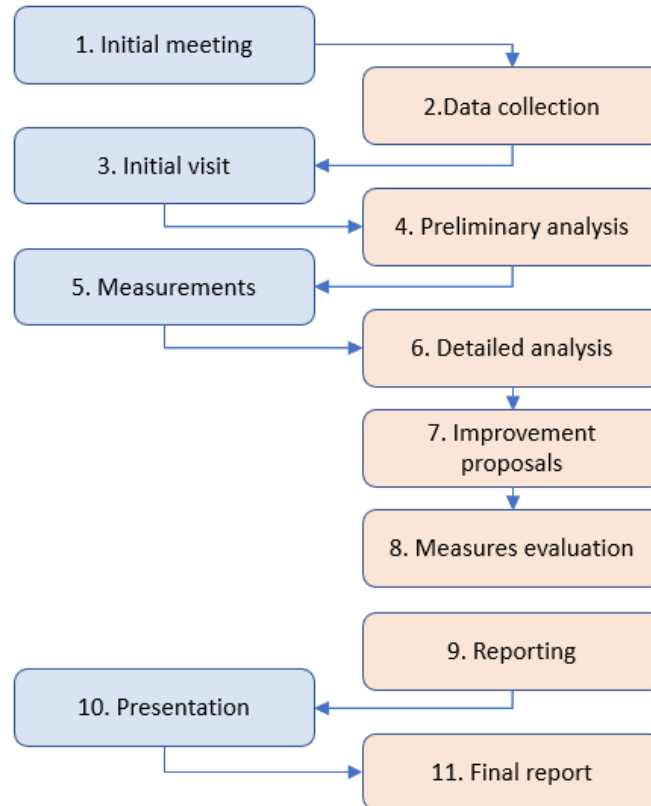 1. Initial meeting
2.Data collection
3. Initial visit
4. Preliminary analysis
5. Measurements
6. Detailed analysis
7. Improvement
proposals
8. Measures evaluation
9. Reporting
10. Presentation
11. Final report